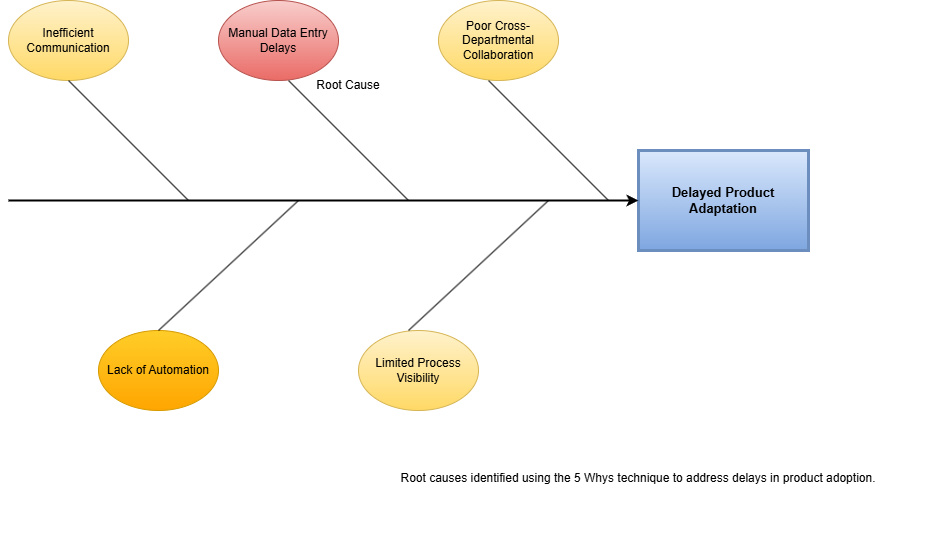 Inefficient
Communication
Manual Data Entry
Delays
Poor Cross-
Departmental
Collaboration
Root Cause
Delayed Product
Adaptation
Lack of Automation
Limited Process
Visibility
Root causes identified using the 5 Whys technique to address delays in product adoption.